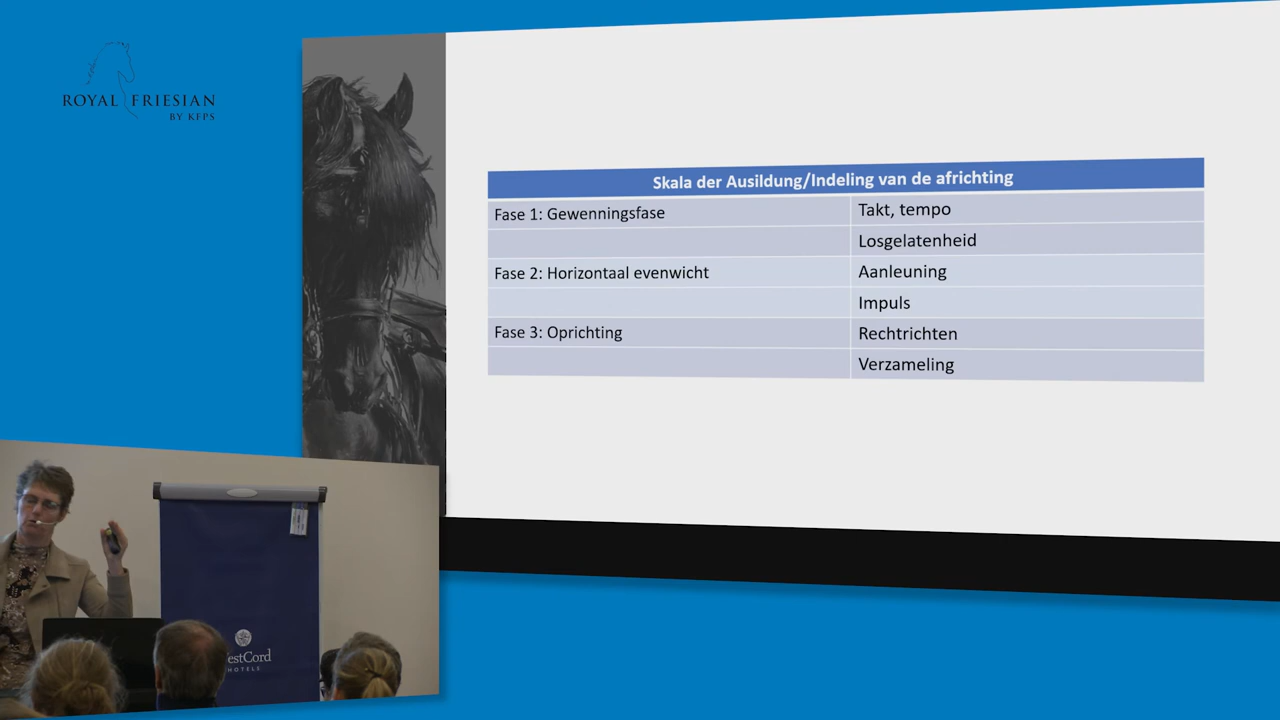 ROYAL FRIESIAN
BY KFPS
Skala der Ausildung/Indeling van de africhting
Fase 1: Gewenningsfase
Takt, tempo
Losgelatenheid
Fase 2: Horizontaal evenwicht
Aanleuning
Impuls
Fase 3: Oprichting
Rechtrichten
Verzameling
HOTELS